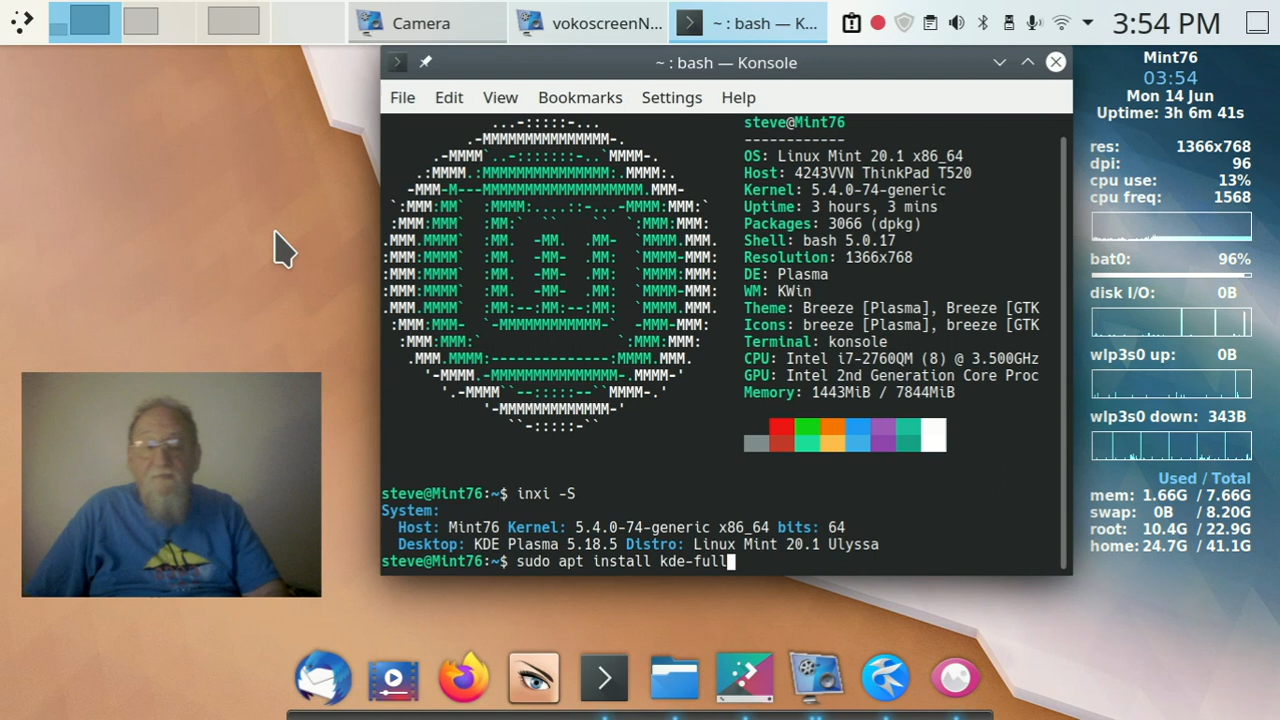 Camera
vokoscreenN...
~ : bash — K...
3:54 PM
~ : bash — Konsole
File Edit View Bookmarks Settings Help
steve@Mint76
------------
OS: Linux Mint 20.1 x86_64
Host: 4243VVN ThinkPad T520
Kernel: 5.4.0-74-generic
Uptime: 3 hours, 3 mins
Packages: 3066 (dpkg)
Shell: bash 5.0.17
Resolution: 1366x768
DE: Plasma
WM: KWin
Theme: Breeze [Plasma], Breeze [GTK
Icons: breeze [Plasma], breeze [GTK
Terminal: konsole
CPU: Intel i7-2760QM (8) @ 3.500GHz
GPU: Intel 2nd Generation Core Proc
Memory: 1443MiB / 7844MiB
steve@Mint76:~$ inxi -S
System:
Host: Mint76 Kernel: 5.4.0-74-generic x86_64 bits: 64
Desktop: KDE Plasma 5.18.5 Distro: Linux Mint 20.1 Ulyssa
steve@Mint76:~$ sudo apt install kde-full
Mint76
03:54
Mon 14 Jun
Uptime: 3h 6m 41s
res: 1366x768
dpi: 96
cpu use: 13%
cpu freq: 1568
bat0: 96%
disk I/O: 0B
wlp3s0 up: 0B
wlp3s0 down: 343B
Used / Total
mem: 1.66G / 7.66G
swap: 0B / 8.20G
root: 10.4G / 22.9G
home: 24.7G / 41.1G